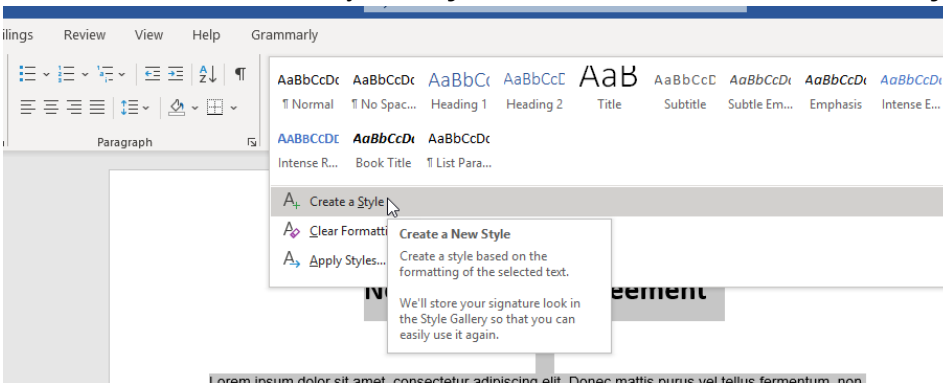 ilings Review View Help Grammarly
AaBbCcDc AaBbCcDc AaBbCc AaBbCcD AaB AaBbCcD AaBbCcDc AaBbCcDc AaBbCcDc
¶ Normal ¶ No Spac... Heading 1 Heading 2 Title Subtitle Subtle Em... Emphasis Intense E...
Paragraph
AABBCCDE AaBbCcDc AaBbCcDc
Intense R... Book Title ¶ List Para...
Create a Style
Clear Formatti
Apply Styles...
Create a New Style
Create a style based on the
formatting of the selected text.
We'll store your signature look in
the Style Gallery so that you can
easily use it again.
eement
Lorem ipsum dolor sit amet, consectetur adipiscing elit. Donec mattis purus vel tellus fermentum, non